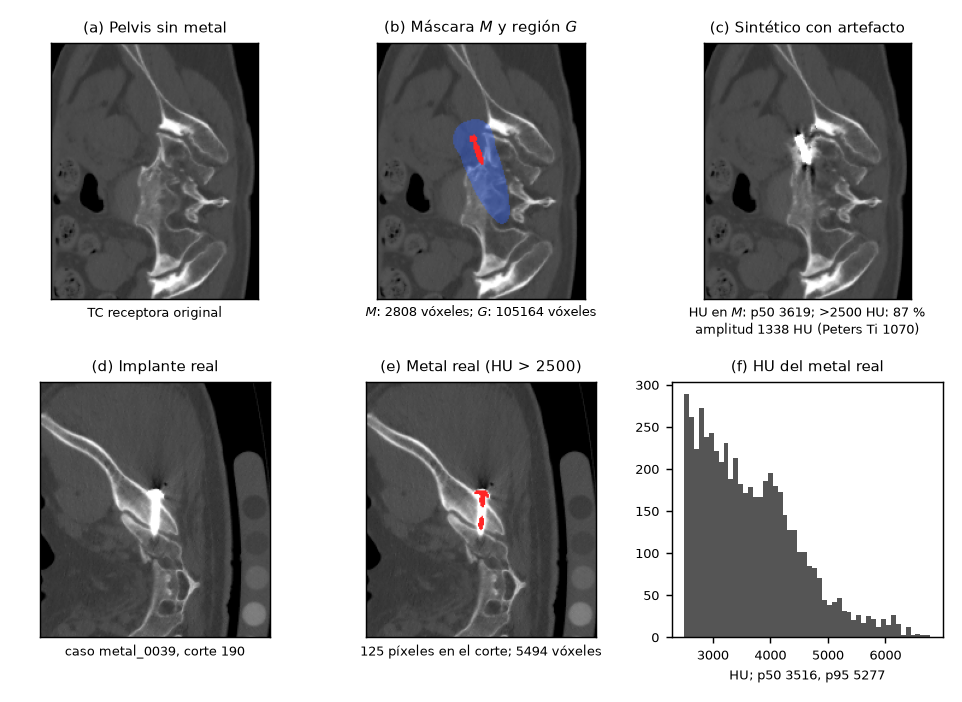 (a) Pelvis sin metal
(b) Máscara M y región G
(c) Sintético con artefacto
TC receptora original
M: 2808 vóxeles; G: 105164 vóxeles
HU en M: p50 3619; >2500 HU: 87 %
amplitud 1338 HU (Peters Ti 1070)
(d) Implante real
(e) Metal real (HU > 2500)
(f) HU del metal real
300
250
200
150
100
50
0
3000
4000
5000
6000
caso metal_0039, corte 190
125 píxeles en el corte; 5494 vóxeles
HU; p50 3516, p95 5277